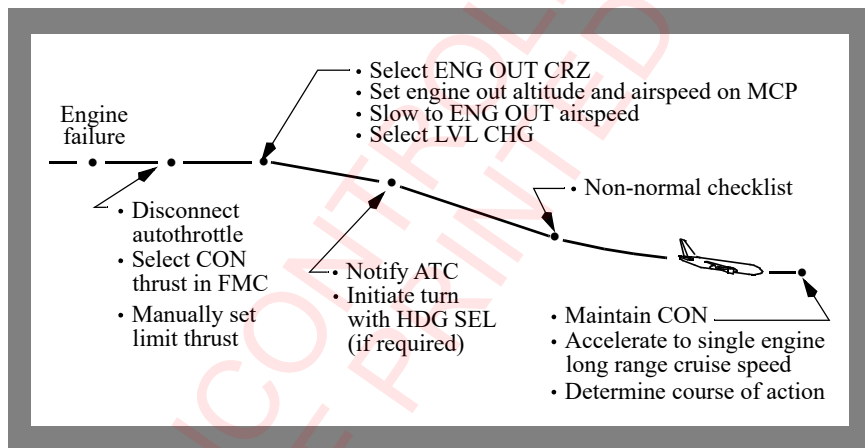 Engine
failure
• Select ENG OUT CRZ
• Set engine out altitude and airspeed on MCP
• Slow to ENG OUT airspeed
• Select LVL CHG
• Disconnect
autothrottle
• Select CON
thrust in FMC
• Manually set
limit thrust
• Notify ATC
• Initiate turn
with HDG SEL
(if required)
• Non-normal checklist
• Maintain CON
• Accelerate to single engine
long range cruise speed
• Determine course of action